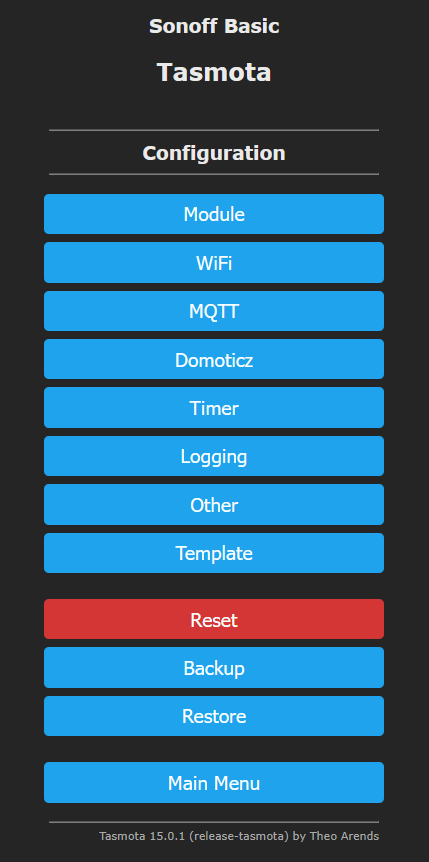 Sonoff Basic
Tasmota
Configuration
Module
WiFi
MQTT
Domoticz
Timer
Logging
Other
Template
Reset
Backup
Restore
Main Menu
Tasmota 15.0.1 (release-tasmota) by Theo Arends